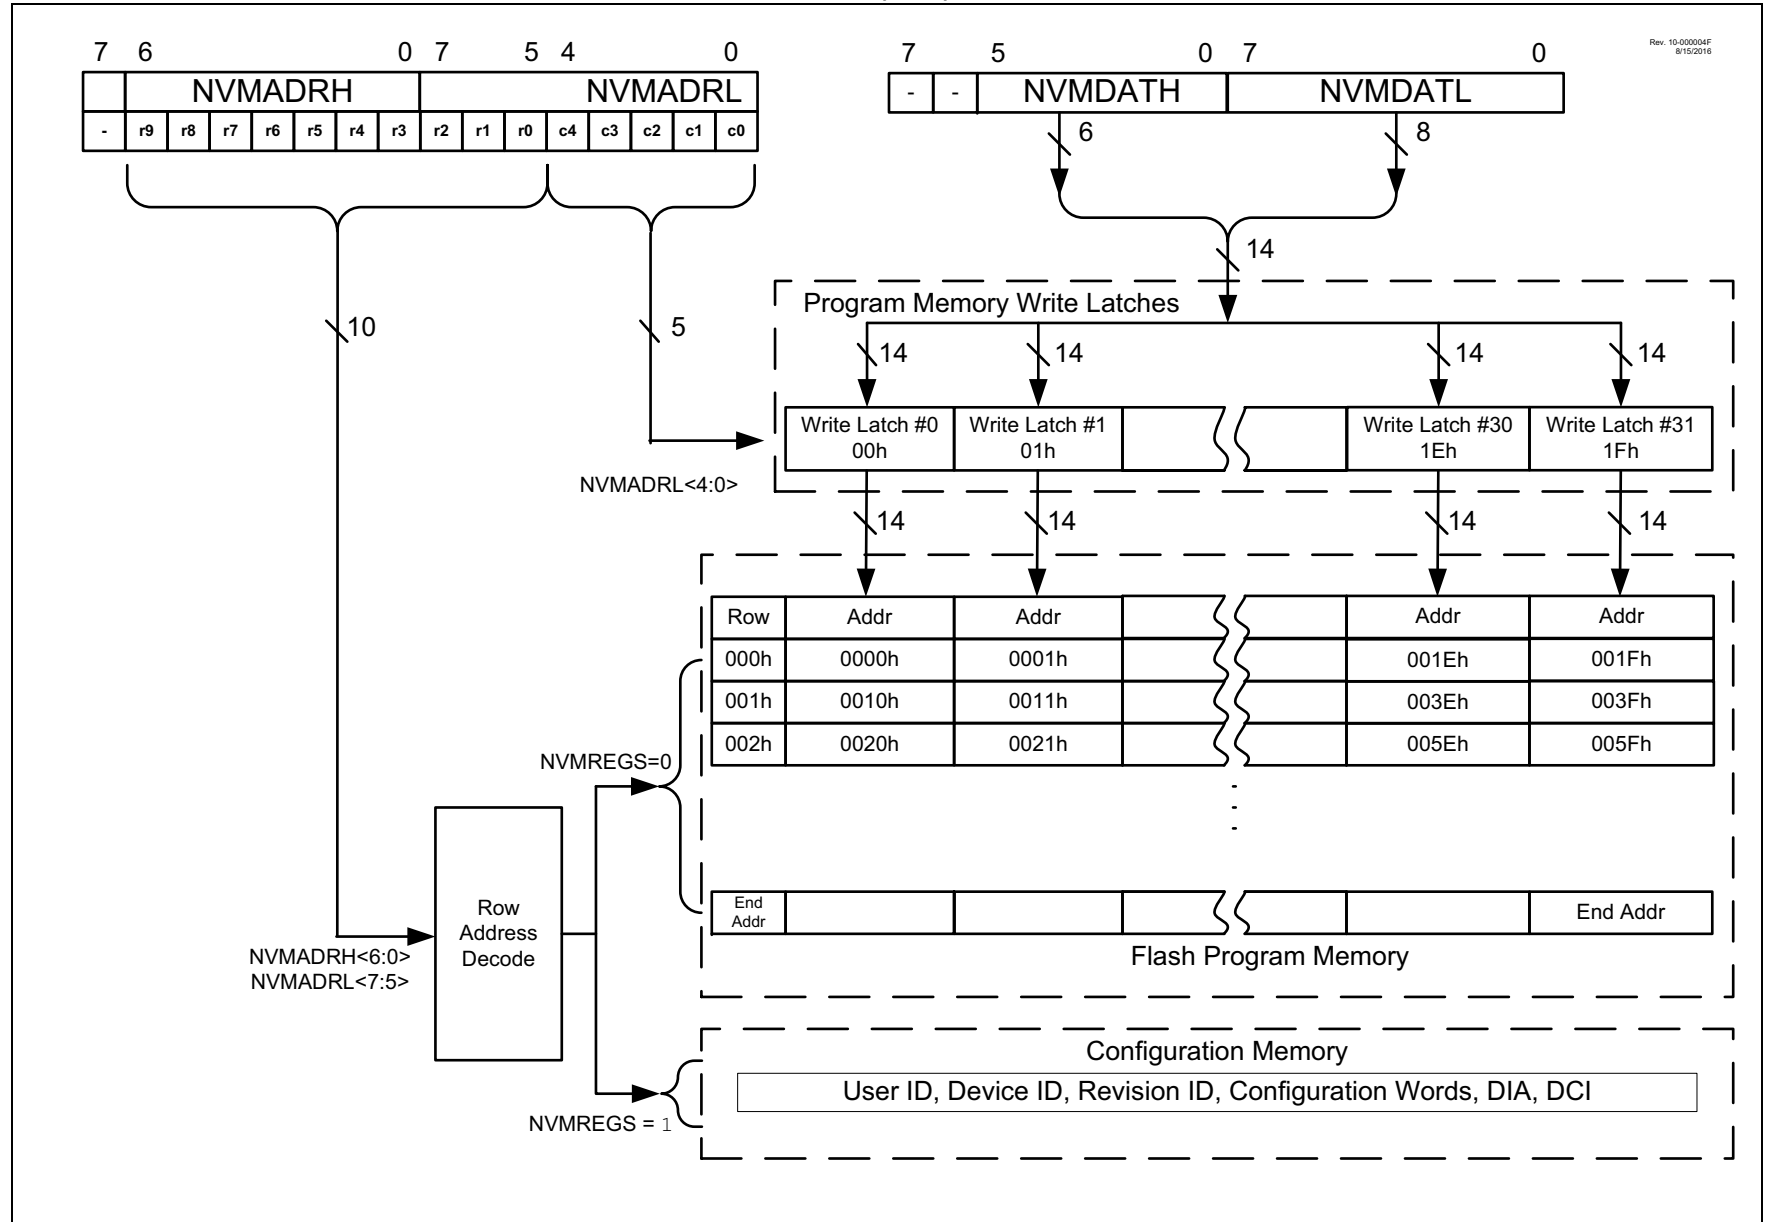 Rev. 10-000004F
8/15/2016
7 6 0 7 5 4 0
7 5 0 7 0
NVMADRH NVMADRL
- r9 r8 r7 r6 r5 r4 r3 r2 r1 r0 c4 c3 c2 c1 c0
- - NVMDATH NVMDATL
6 8
14
Program Memory Write Latches
10 5
14 14 14 14
Write Latch #0 Write Latch #1 Write Latch #30 Write Latch #31
00h 01h 1Eh 1Fh
NVMADRL<4:0>
14 14 14 14
Row Addr Addr Addr Addr
000h 0000h 0001h 001Eh 001Fh
001h 0010h 0011h 003Eh 003Fh
002h 0020h 0021h 005Eh 005Fh
NVMREGS=0
End
Addr
End Addr
Row
Address
Decode
NVMADRH<6:0>
NVMADRL<7:5>
Flash Program Memory
Configuration Memory
User ID, Device ID, Revision ID, Configuration Words, DIA, DCI
NVMREGS = 1